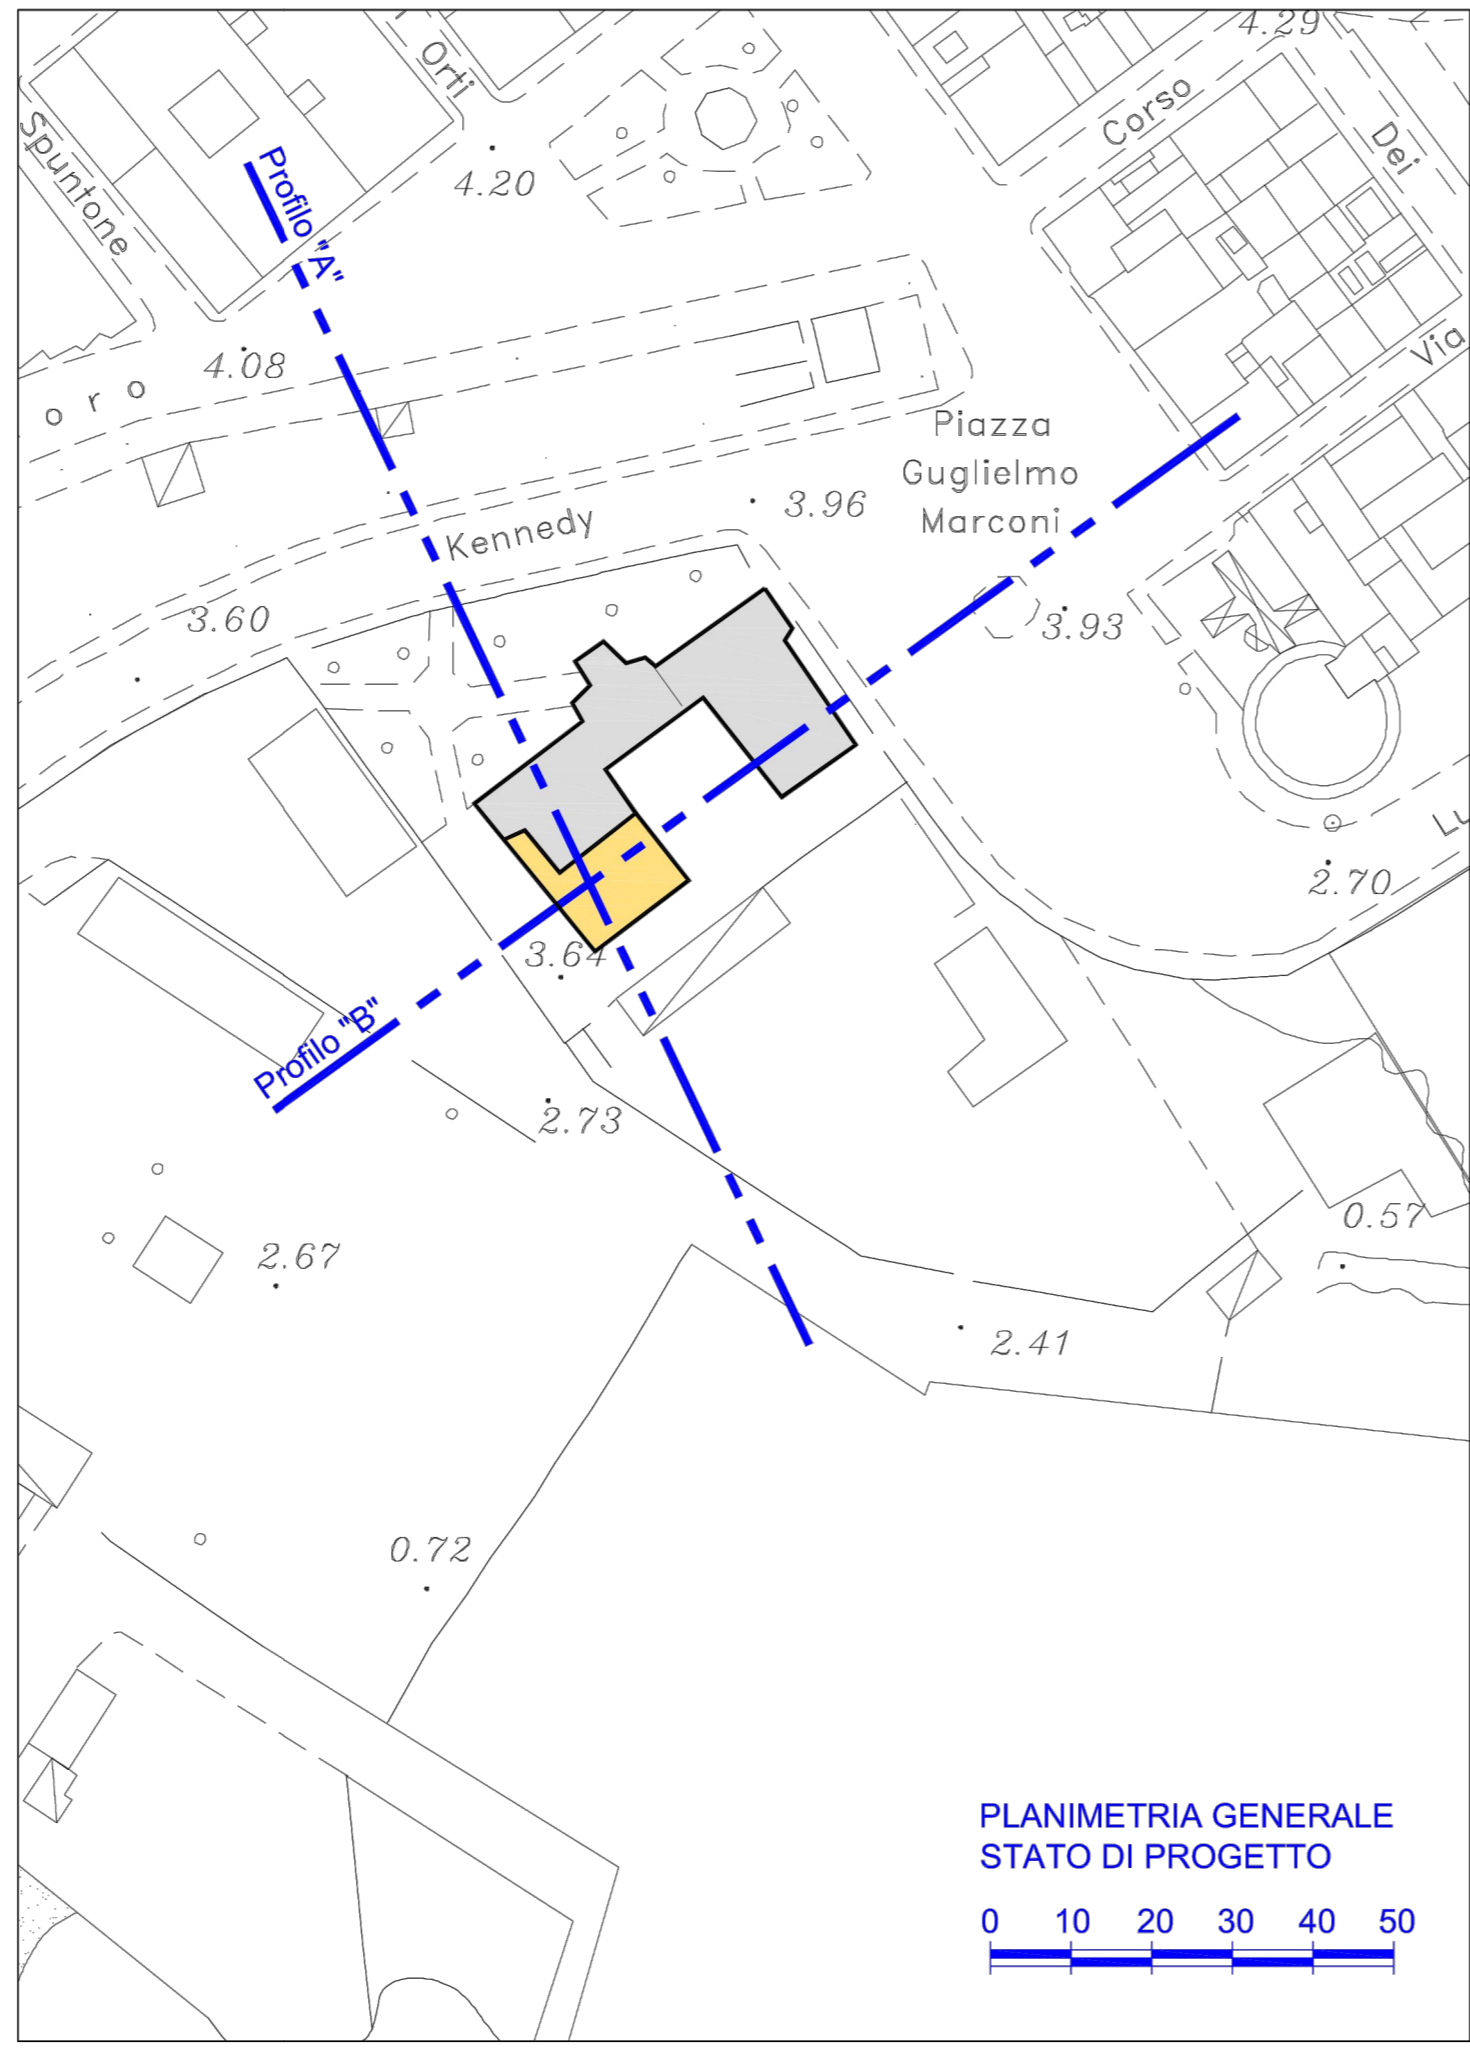 4.29
Orti
Corso
Spuntone
Dei
Profilo "A"
4.20
4.08
Via
oro
Piazza
Guglielmo
Marconi
3.96
Kennedy
3.60
3.93
Lu
2.70
3.64
Profilo "B"
2.73
0.57
2.67
2.41
0.72
PLANIMETRIA GENERALE
STATO DI PROGETTO
0 10 20 30 40 50